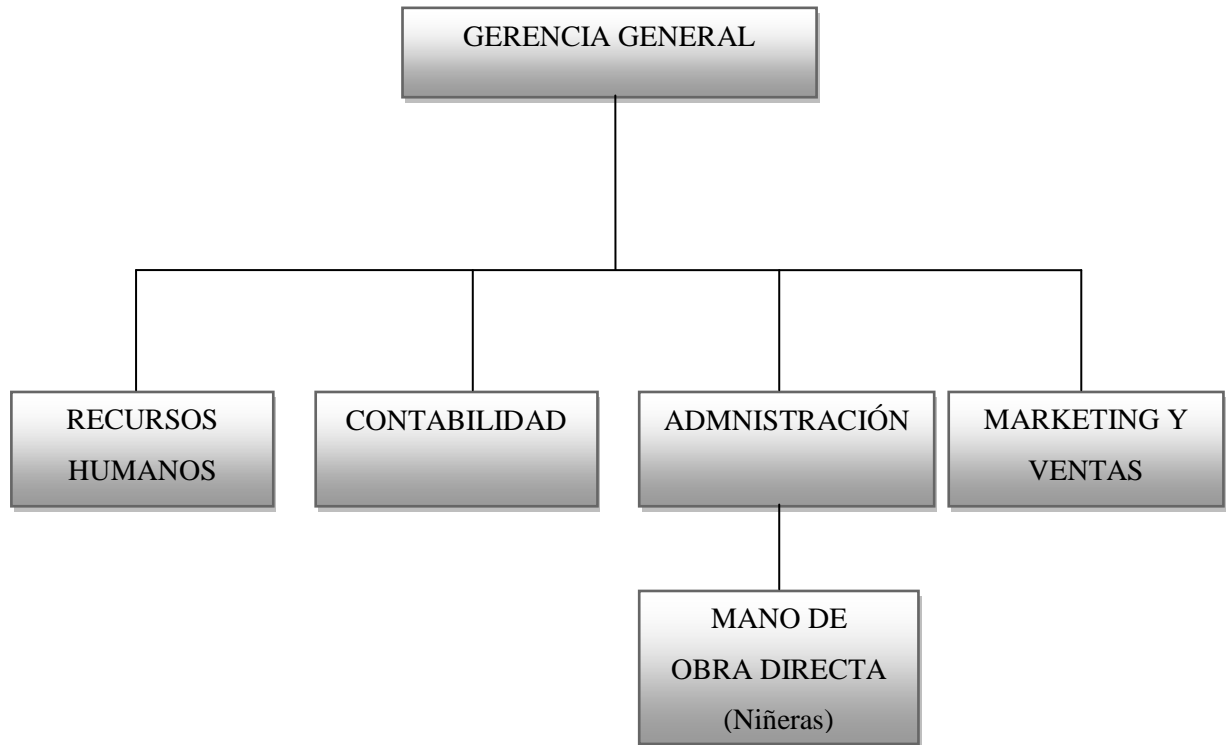 GERENCIA GENERAL
RECURSOS
HUMANOS
CONTABILIDAD
ADMNISTRACIÓN
MARKETING Y
VENTAS
MANO DE
OBRA DIRECTA
(Niñeras)